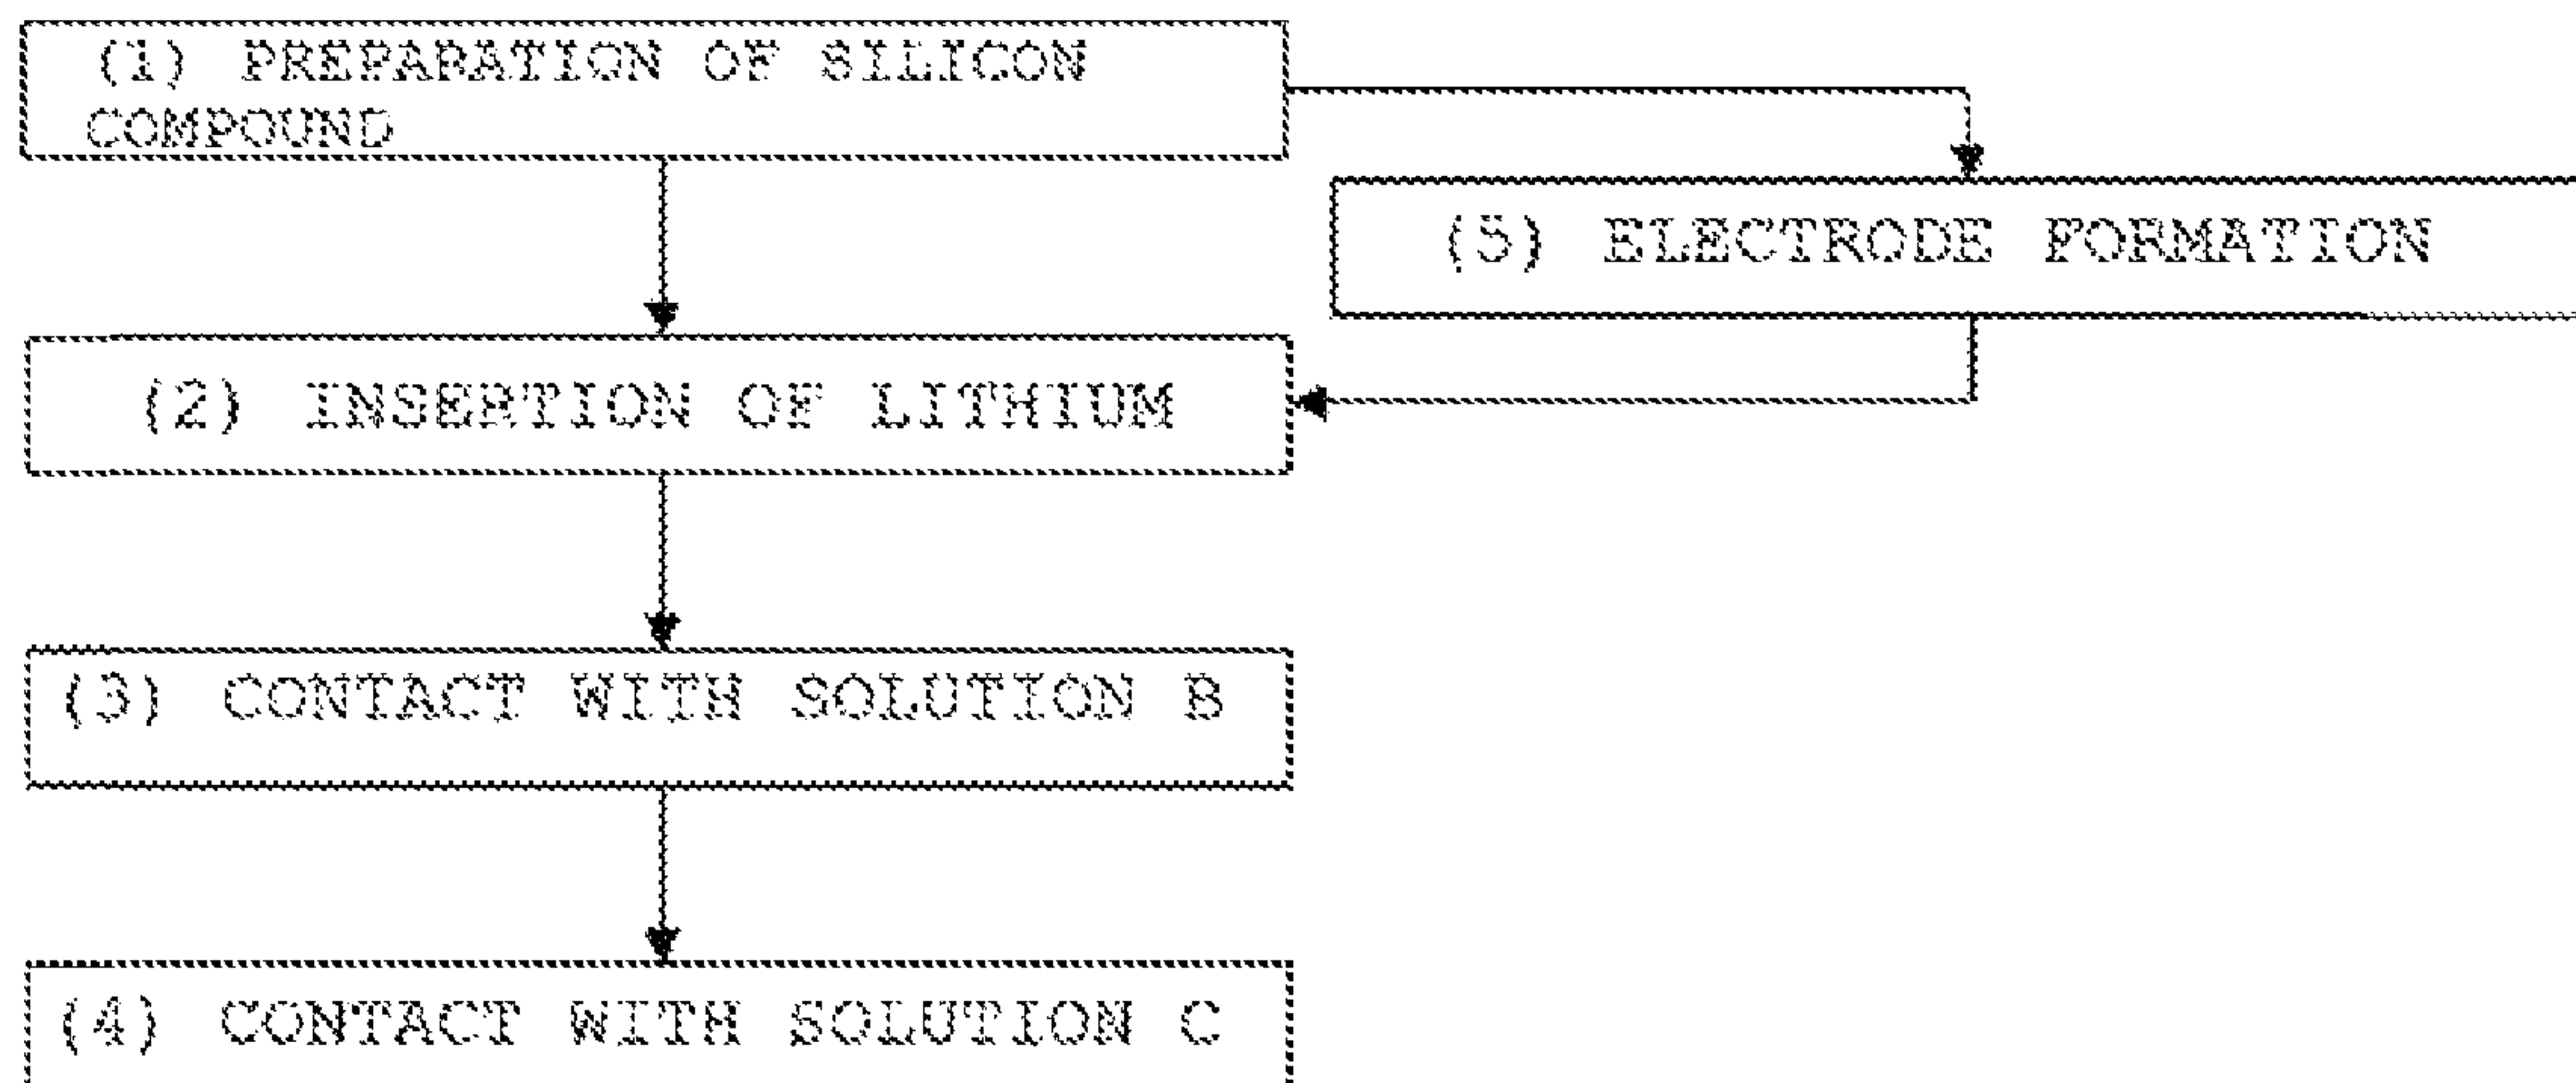 (1) PREPARATION OF SILICON
COMPOUND
(5) ELECTRODE FORMATION
(2) INSERTION OF LITHIUM
(3) CONTACT WITH SOLUTION B
(4) CONTACT WITH SOLUTION C